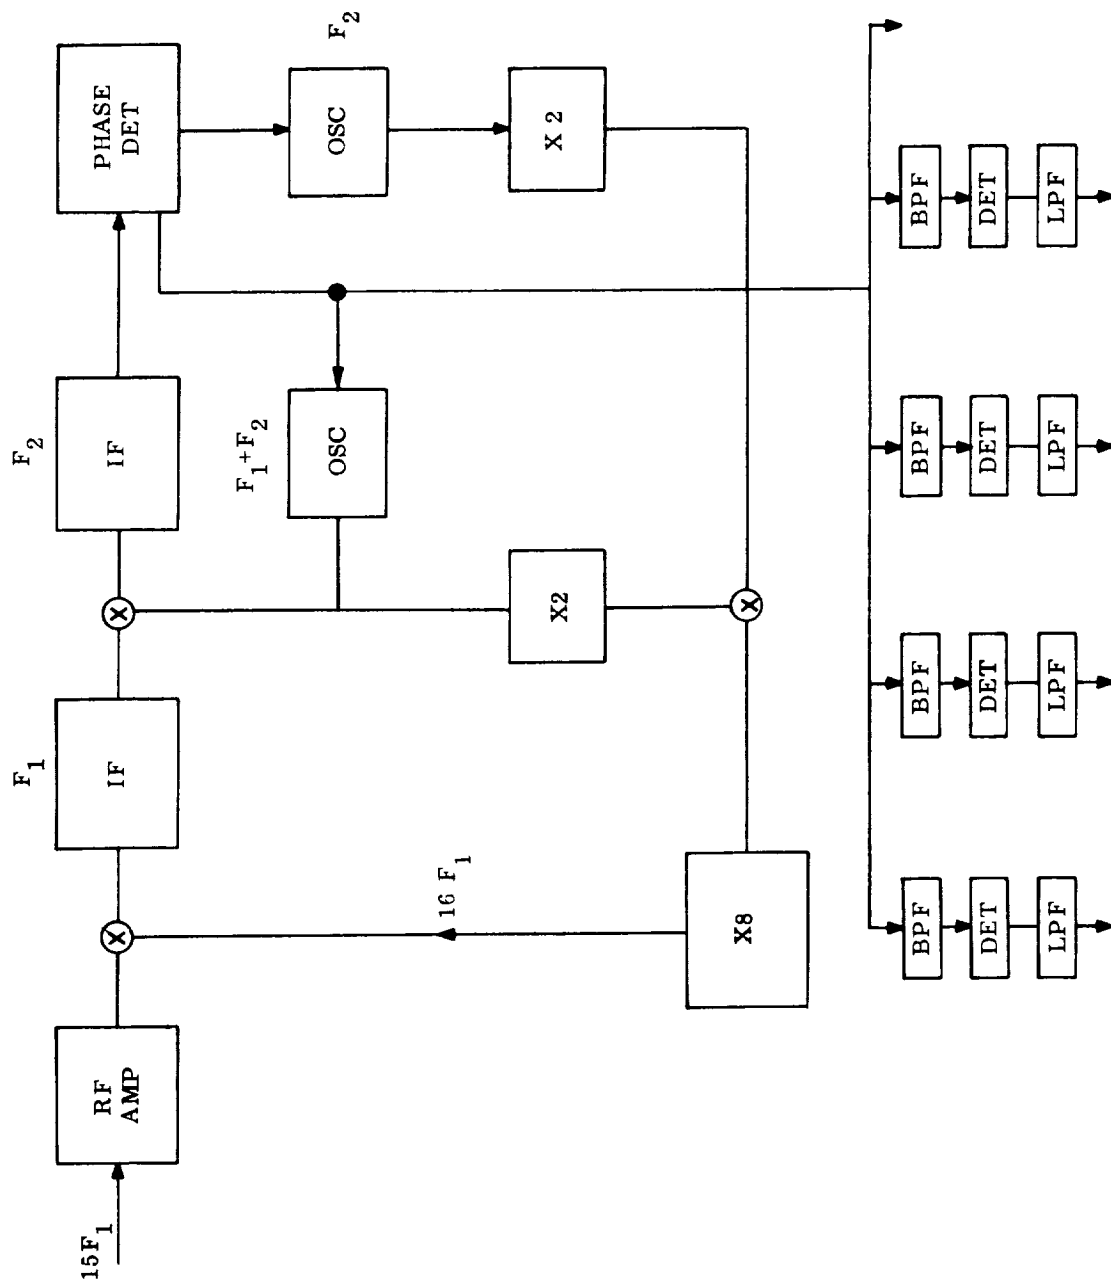 F2
PHASE
DET
OSC
X 2
F2
IF
F1+F2
OSC
X2
X
X
F1
IF
X
16 F1
X8
RF
AMP
15F1
BPF
DET
LPF
BPF
DET
LPF
BPF
DET
LPF
BPF
DET
LPF